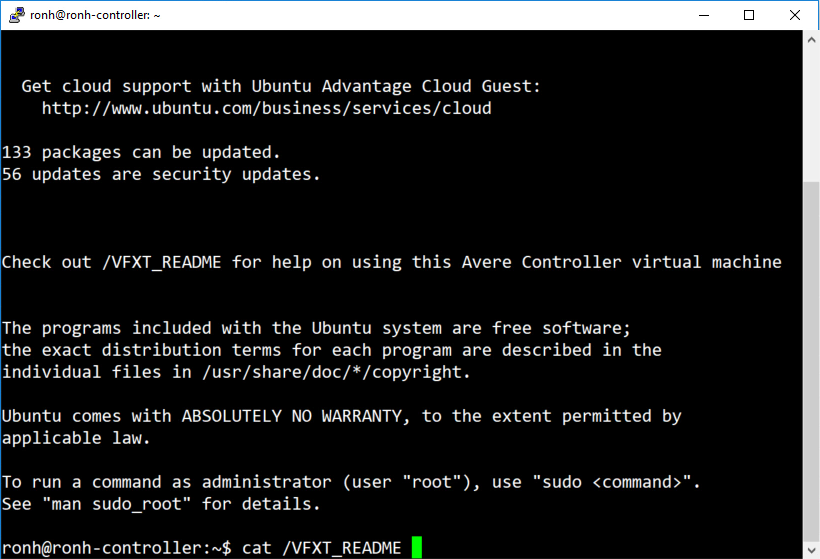 ronh@ronh-controller: ~
Get cloud support with Ubuntu Advantage Cloud Guest:
http://www.ubuntu.com/business/services/cloud
133 packages can be updated.
56 updates are security updates.
Check out /VFXT_README for help on using this Avere Controller virtual machine
The programs included with the Ubuntu system are free software;
the exact distribution terms for each program are described in the
individual files in /usr/share/doc/*/copyright.
Ubuntu comes with ABSOLUTELY NO WARRANTY, to the extent permitted by
applicable law.
To run a command as administrator (user "root"), use "sudo <command>".
See "man sudo_root" for details.
ronh@ronh-controller:~$ cat /VFXT_README